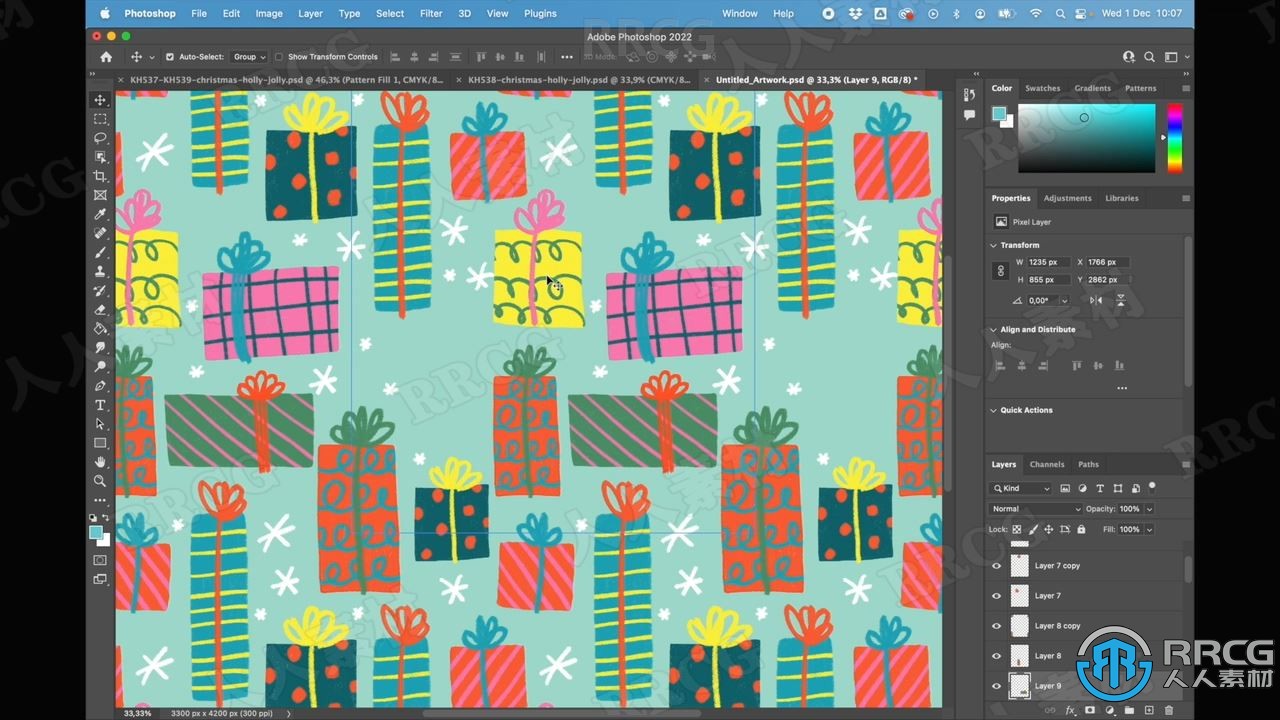 Photoshop File Edit Image Layer Type Select Filter 3D View Plugins Window Help Wed 1 Dec 10:07
Adobe Photoshop 2022
Auto-Select: Group Show Transform Controls 3D Mode:
KH537-KH539-christmas-holly-jolly.psd @ 46,3% (Pattern Fill 1, CMYK/8...
KH538-christmas-holly-jolly.psd @ 33,9% (CMYK/8...
Untitled_Artwork.psd @ 33,3% (Layer 9, RGB/8) *
Color Swatches Gradients Patterns
Properties Adjustments Libraries
Pixel Layer
Transform
W 1235 px X 1766 px
H 855 px Y 2862 px
0,00°
Align and Distribute
Align:
Quick Actions
Layers Channels Paths
Kind
Normal Opacity: 100%
Lock: Fill: 100%
Layer 7 copy
Layer 7
Layer 8 copy
Layer 8
Layer 9
33,33% 3300 px x 4200 px (300 ppi)
RRCG
人人素材